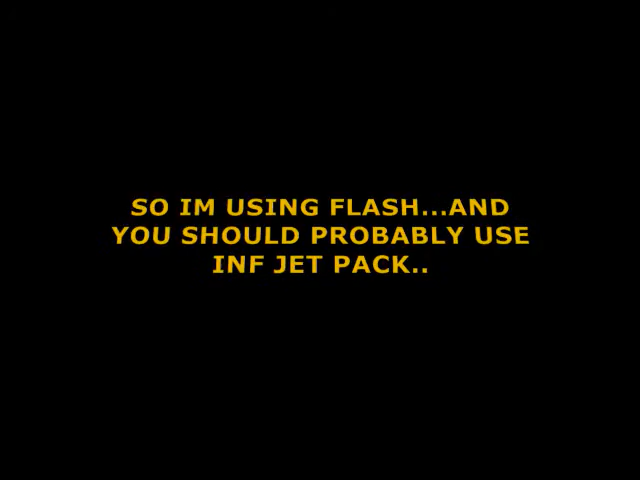 SO IM USING FLASH...AND
YOU SHOULD PROBABLY USE
INF JET PACK..